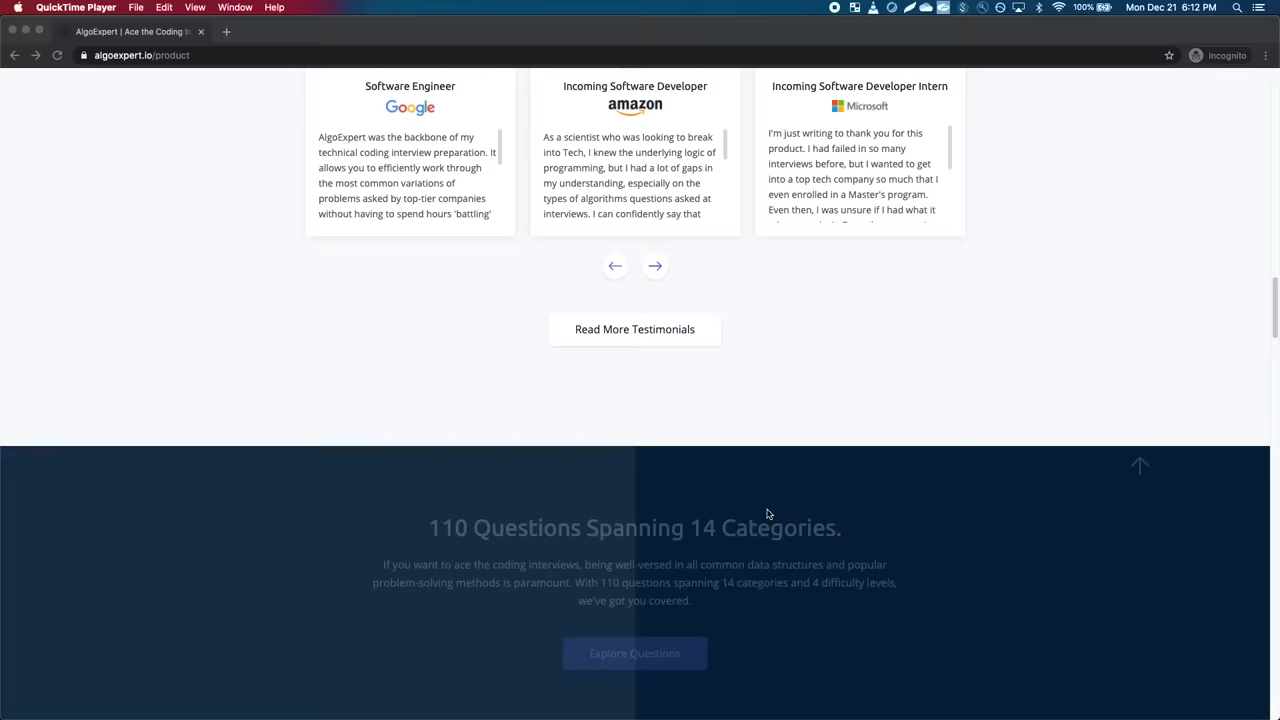 QuickTime Player File Edit View Window Help 100% Mon Dec 21 6:12 PM
AlgoExpert | Ace the Coding In
algoexpert.io/product Incognito
Software Engineer
Google
AlgoExpert was the backbone of my
technical coding interview preparation. It
allows you to efficiently work through
the most common variations of
problems asked by top-tier companies
without having to spend hours 'battling'
Incoming Software Developer
amazon
As a scientist who was looking to break
into Tech, I knew the underlying logic of
programming, but I had a lot of gaps in
my understanding, especially on the
types of algorithms questions asked at
interviews. I can confidently say that
Incoming Software Developer Intern
Microsoft
I'm just writing to thank you for this
product. I had failed in so many
interviews before, but I wanted to get
into a top tech company so much that I
even enrolled in a Master's program.
Even then, I was unsure if I had what it
Read More Testimonials
110 Questions Spanning 14 Categories.
If you want to ace the coding interviews, being well-versed in all common data structures and popular
problem-solving methods is paramount. With 110 questions spanning 14 categories and 4 difficulty levels,
we've got you covered.
Explore Questions